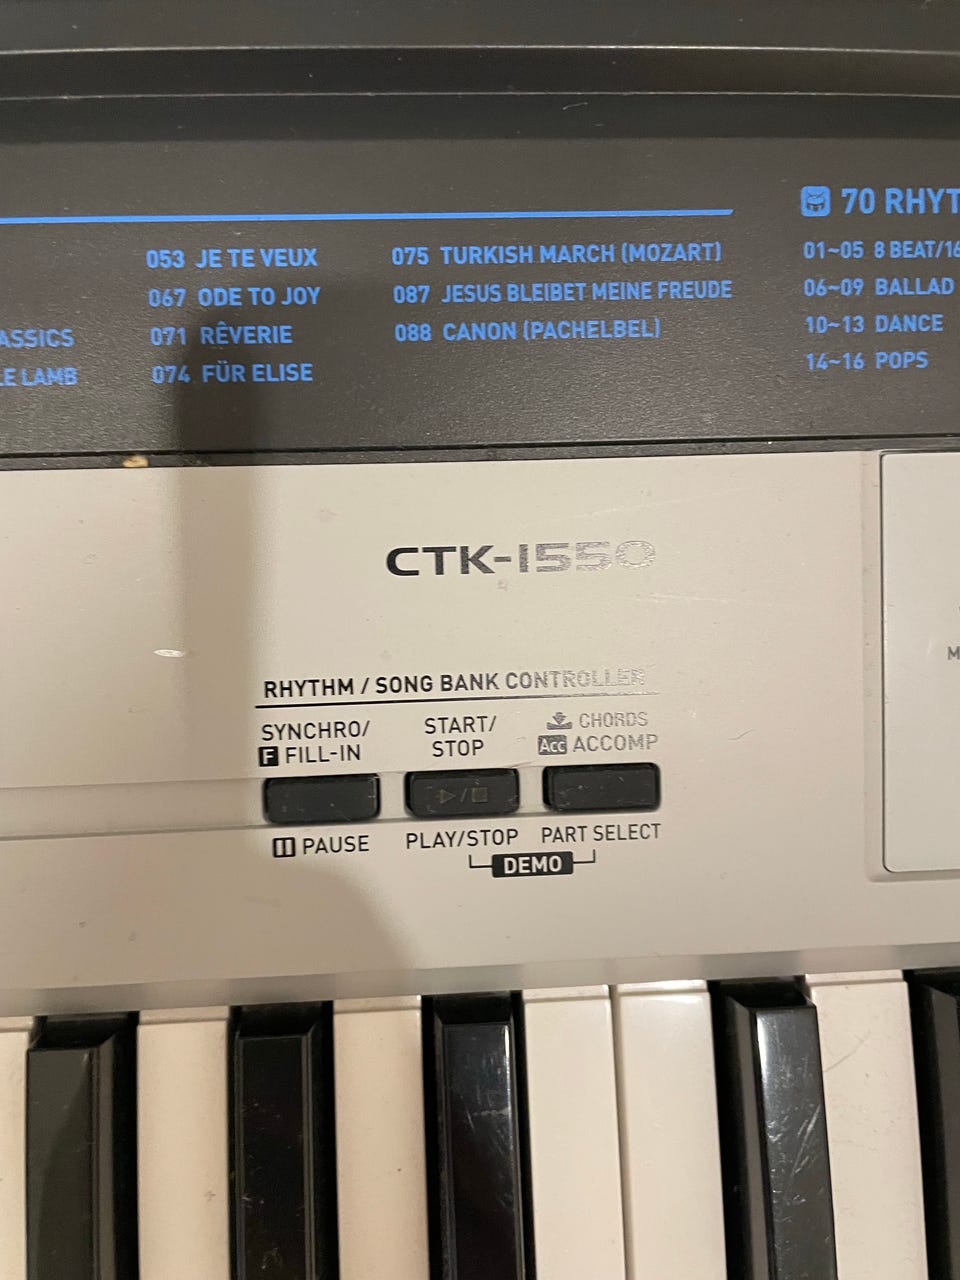 053 JE TE VEUX
067 ODE TO JOY
071 RÊVERIE
074 FÜR ELISE
ASSICS
LE LAMB
075 TURKISH MARCH (MOZART)
087 JESUS BLEIBET MEINE FREUDE
088 CANON (PACHELBEL)
70 RHYT
01~05 8 BEAT/16
06~09 BALLAD
10~13 DANCE
14~16 POPS
CTK-1550
RHYTHM / SONG BANK CONTROLLER
SYNCHRO/
F FILL-IN
START/
STOP
CHORDS
Acc ACCOMP
PAUSE
PLAY/STOP
PART SELECT
DEMO
M